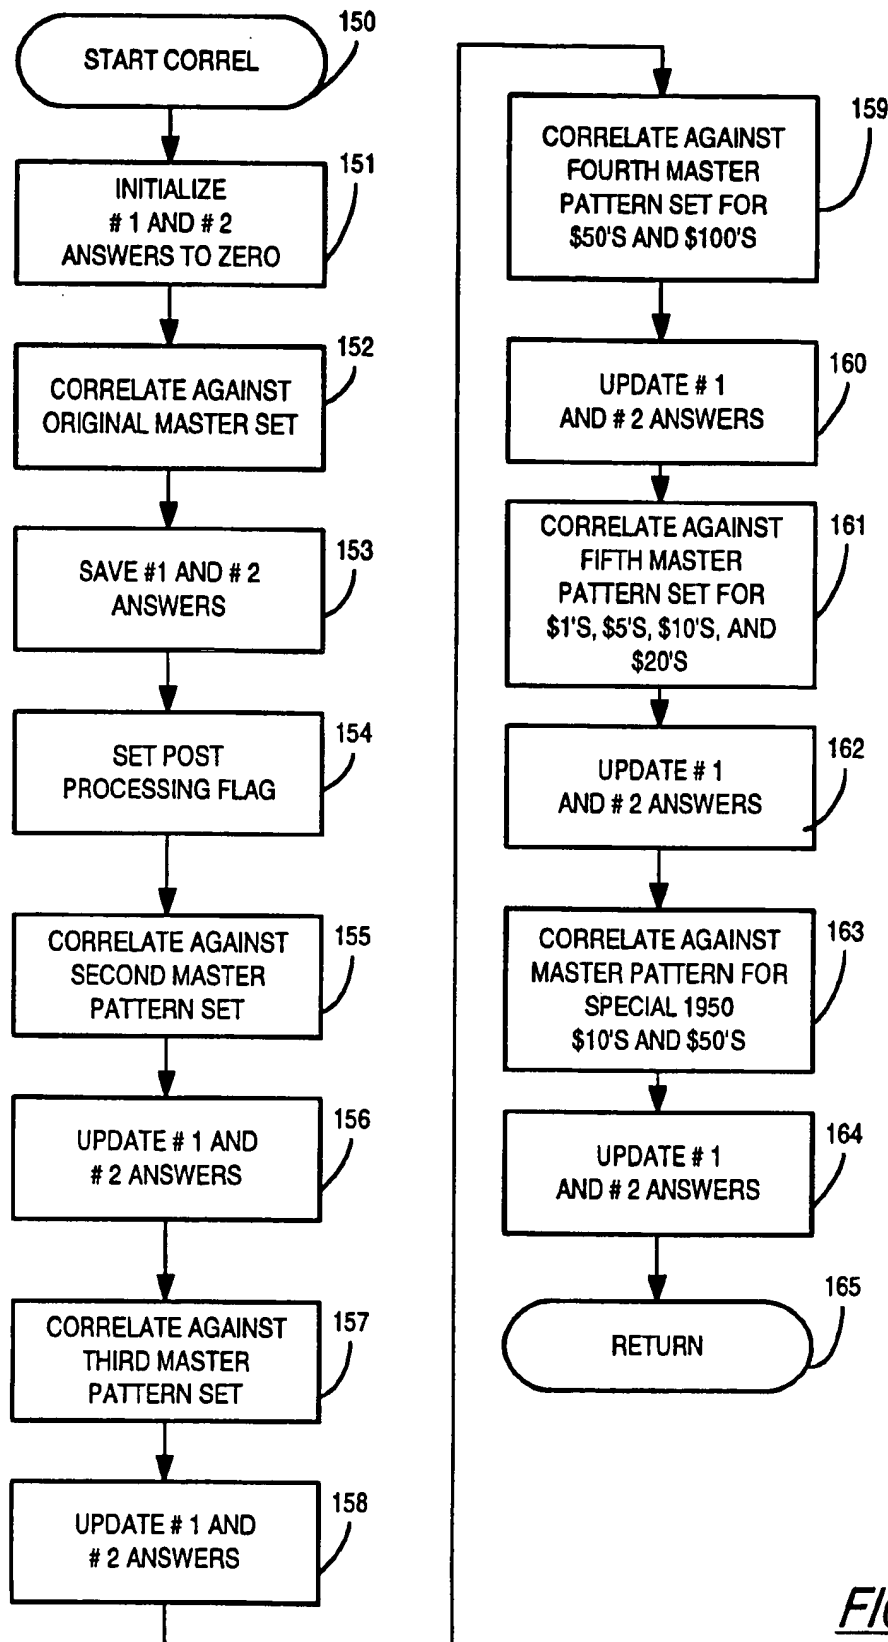 START CORREL
150
INITIALIZE
# 1 AND # 2
ANSWERS TO ZERO
151
CORRELATE AGAINST
ORIGINAL MASTER SET
152
SAVE #1 AND # 2
ANSWERS
153
SET POST
PROCESSING FLAG
154
CORRELATE AGAINST
SECOND MASTER
PATTERN SET
155
UPDATE # 1 AND
# 2 ANSWERS
156
CORRELATE AGAINST
THIRD MASTER
PATTERN SET
157
UPDATE # 1 AND
# 2 ANSWERS
158
CORRELATE AGAINST
FOURTH MASTER
PATTERN SET FOR
$50'S AND $100'S
159
UPDATE # 1
AND # 2 ANSWERS
160
CORRELATE AGAINST
FIFTH MASTER
PATTERN SET FOR
$1'S, $5'S, $10'S, AND
$20'S
161
UPDATE # 1
AND # 2 ANSWERS
162
CORRELATE AGAINST
MASTER PATTERN FOR
SPECIAL 1950
$10'S AND $50'S
163
UPDATE # 1
AND # 2 ANSWERS
164
RETURN
165